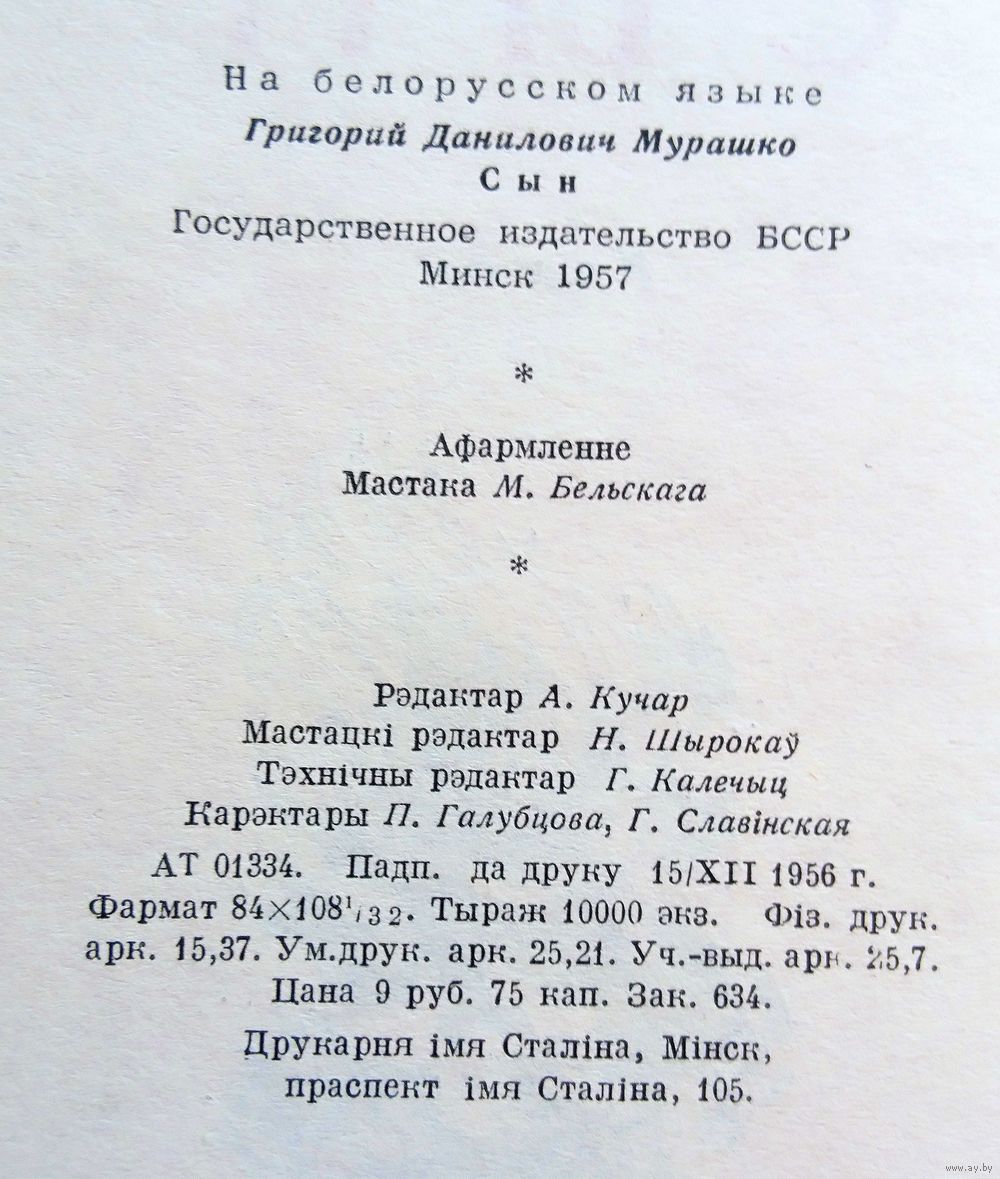 На белорусском языке
Григорий Данилович Мурашко
Сын
Государственное издательство БССР
Минск 1957
*
Афармленне
Мастака М. Бельскага
*
Рэдактар А. Кучар
Мастацкі рэдактар Н. Шырокаў
Тэхнічны рэдактар Г. Калечыц
Карэктары П. Галубцова, Г. Славінская
АТ 01334. Падп. да друку 15/XII 1956 г.
Фармат 84×108¹/32. Тыраж 10000 экз. Фіз. друк.
арк. 15,37. Ум.друк. арк. 25,21. Уч.-выд. арк. 25,7.
Цана 9 руб. 75 кап. Зак. 634.
Друкарня імя Сталіна, Мінск,
праспект імя Сталіна, 105.
www.ay.by